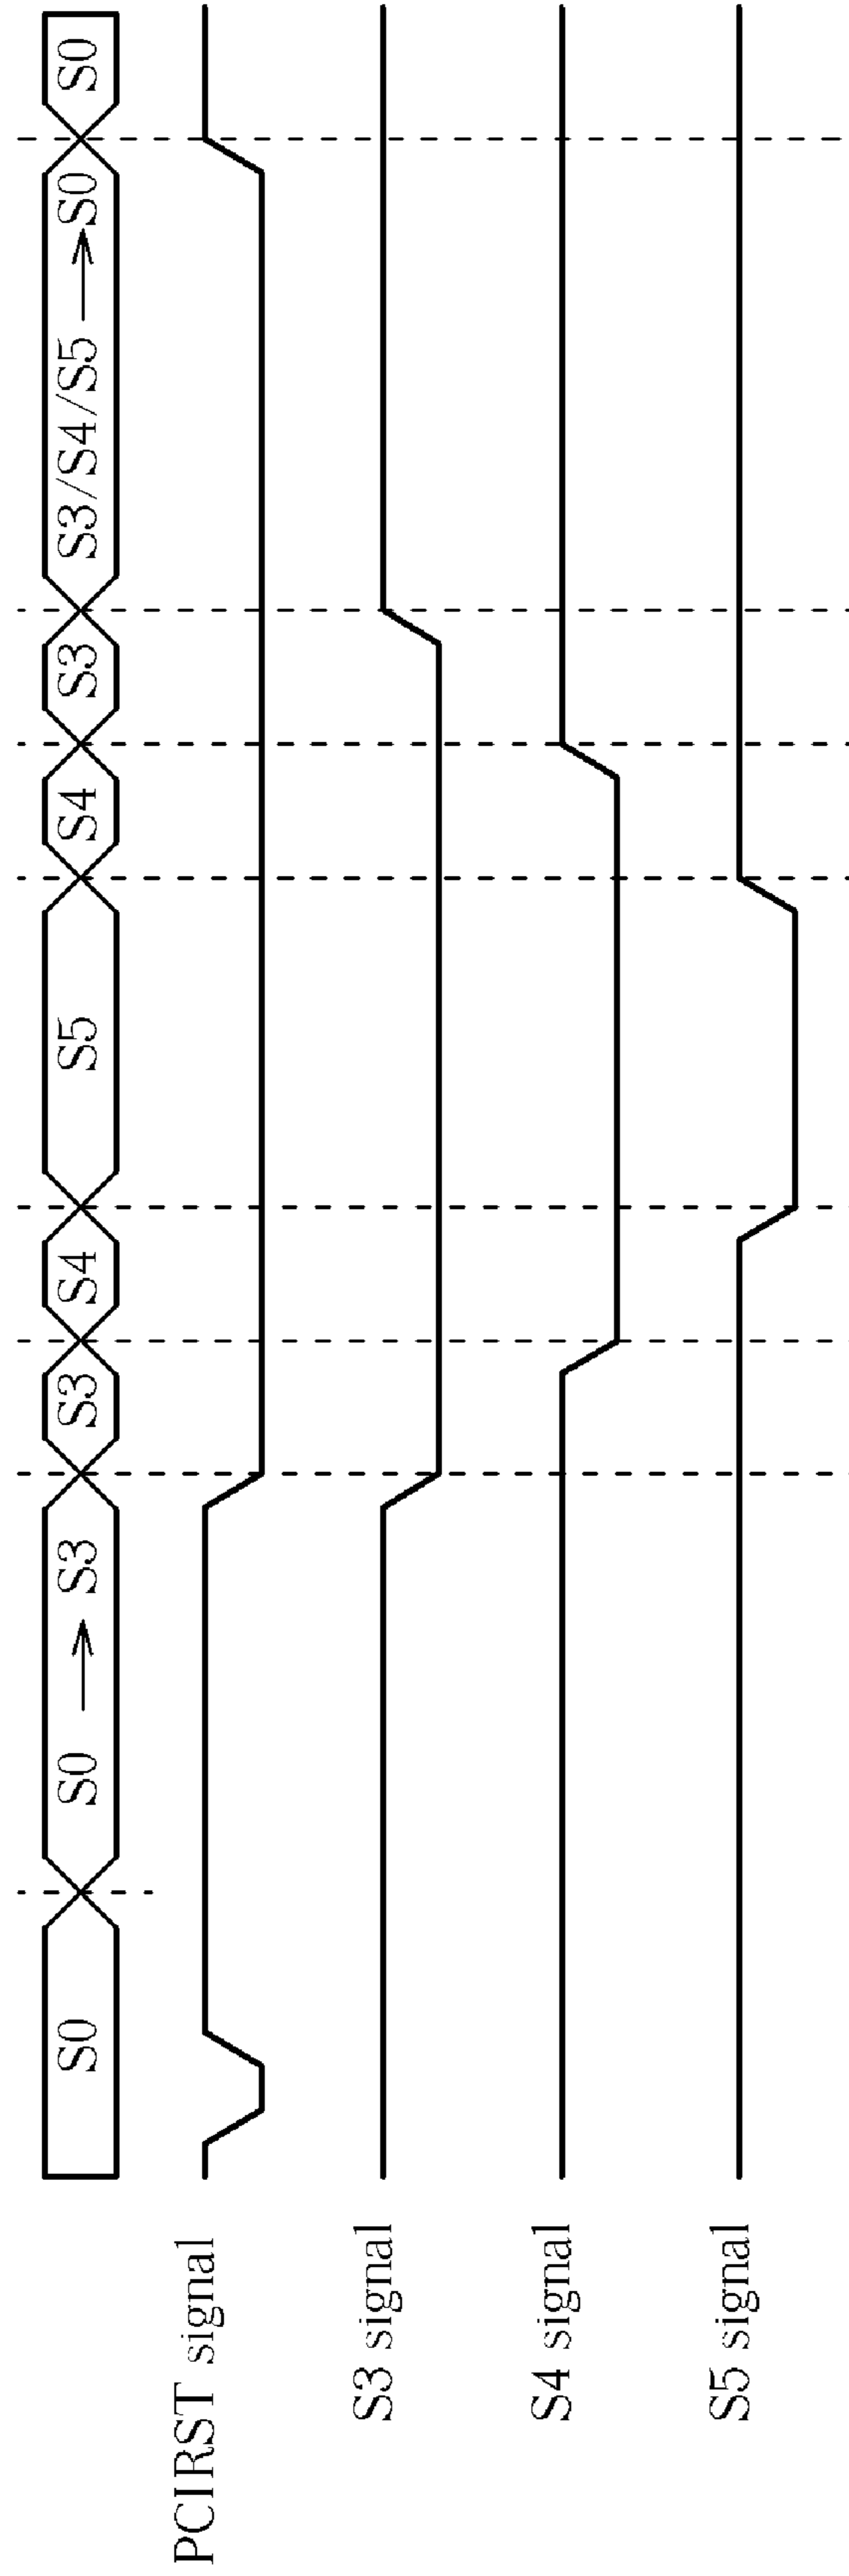 S0
S0 → S3
S3
S4
S5
S4
S3
S3/S4/S5 → S0
S0
PCIRST signal
S3 signal
S4 signal
S5 signal